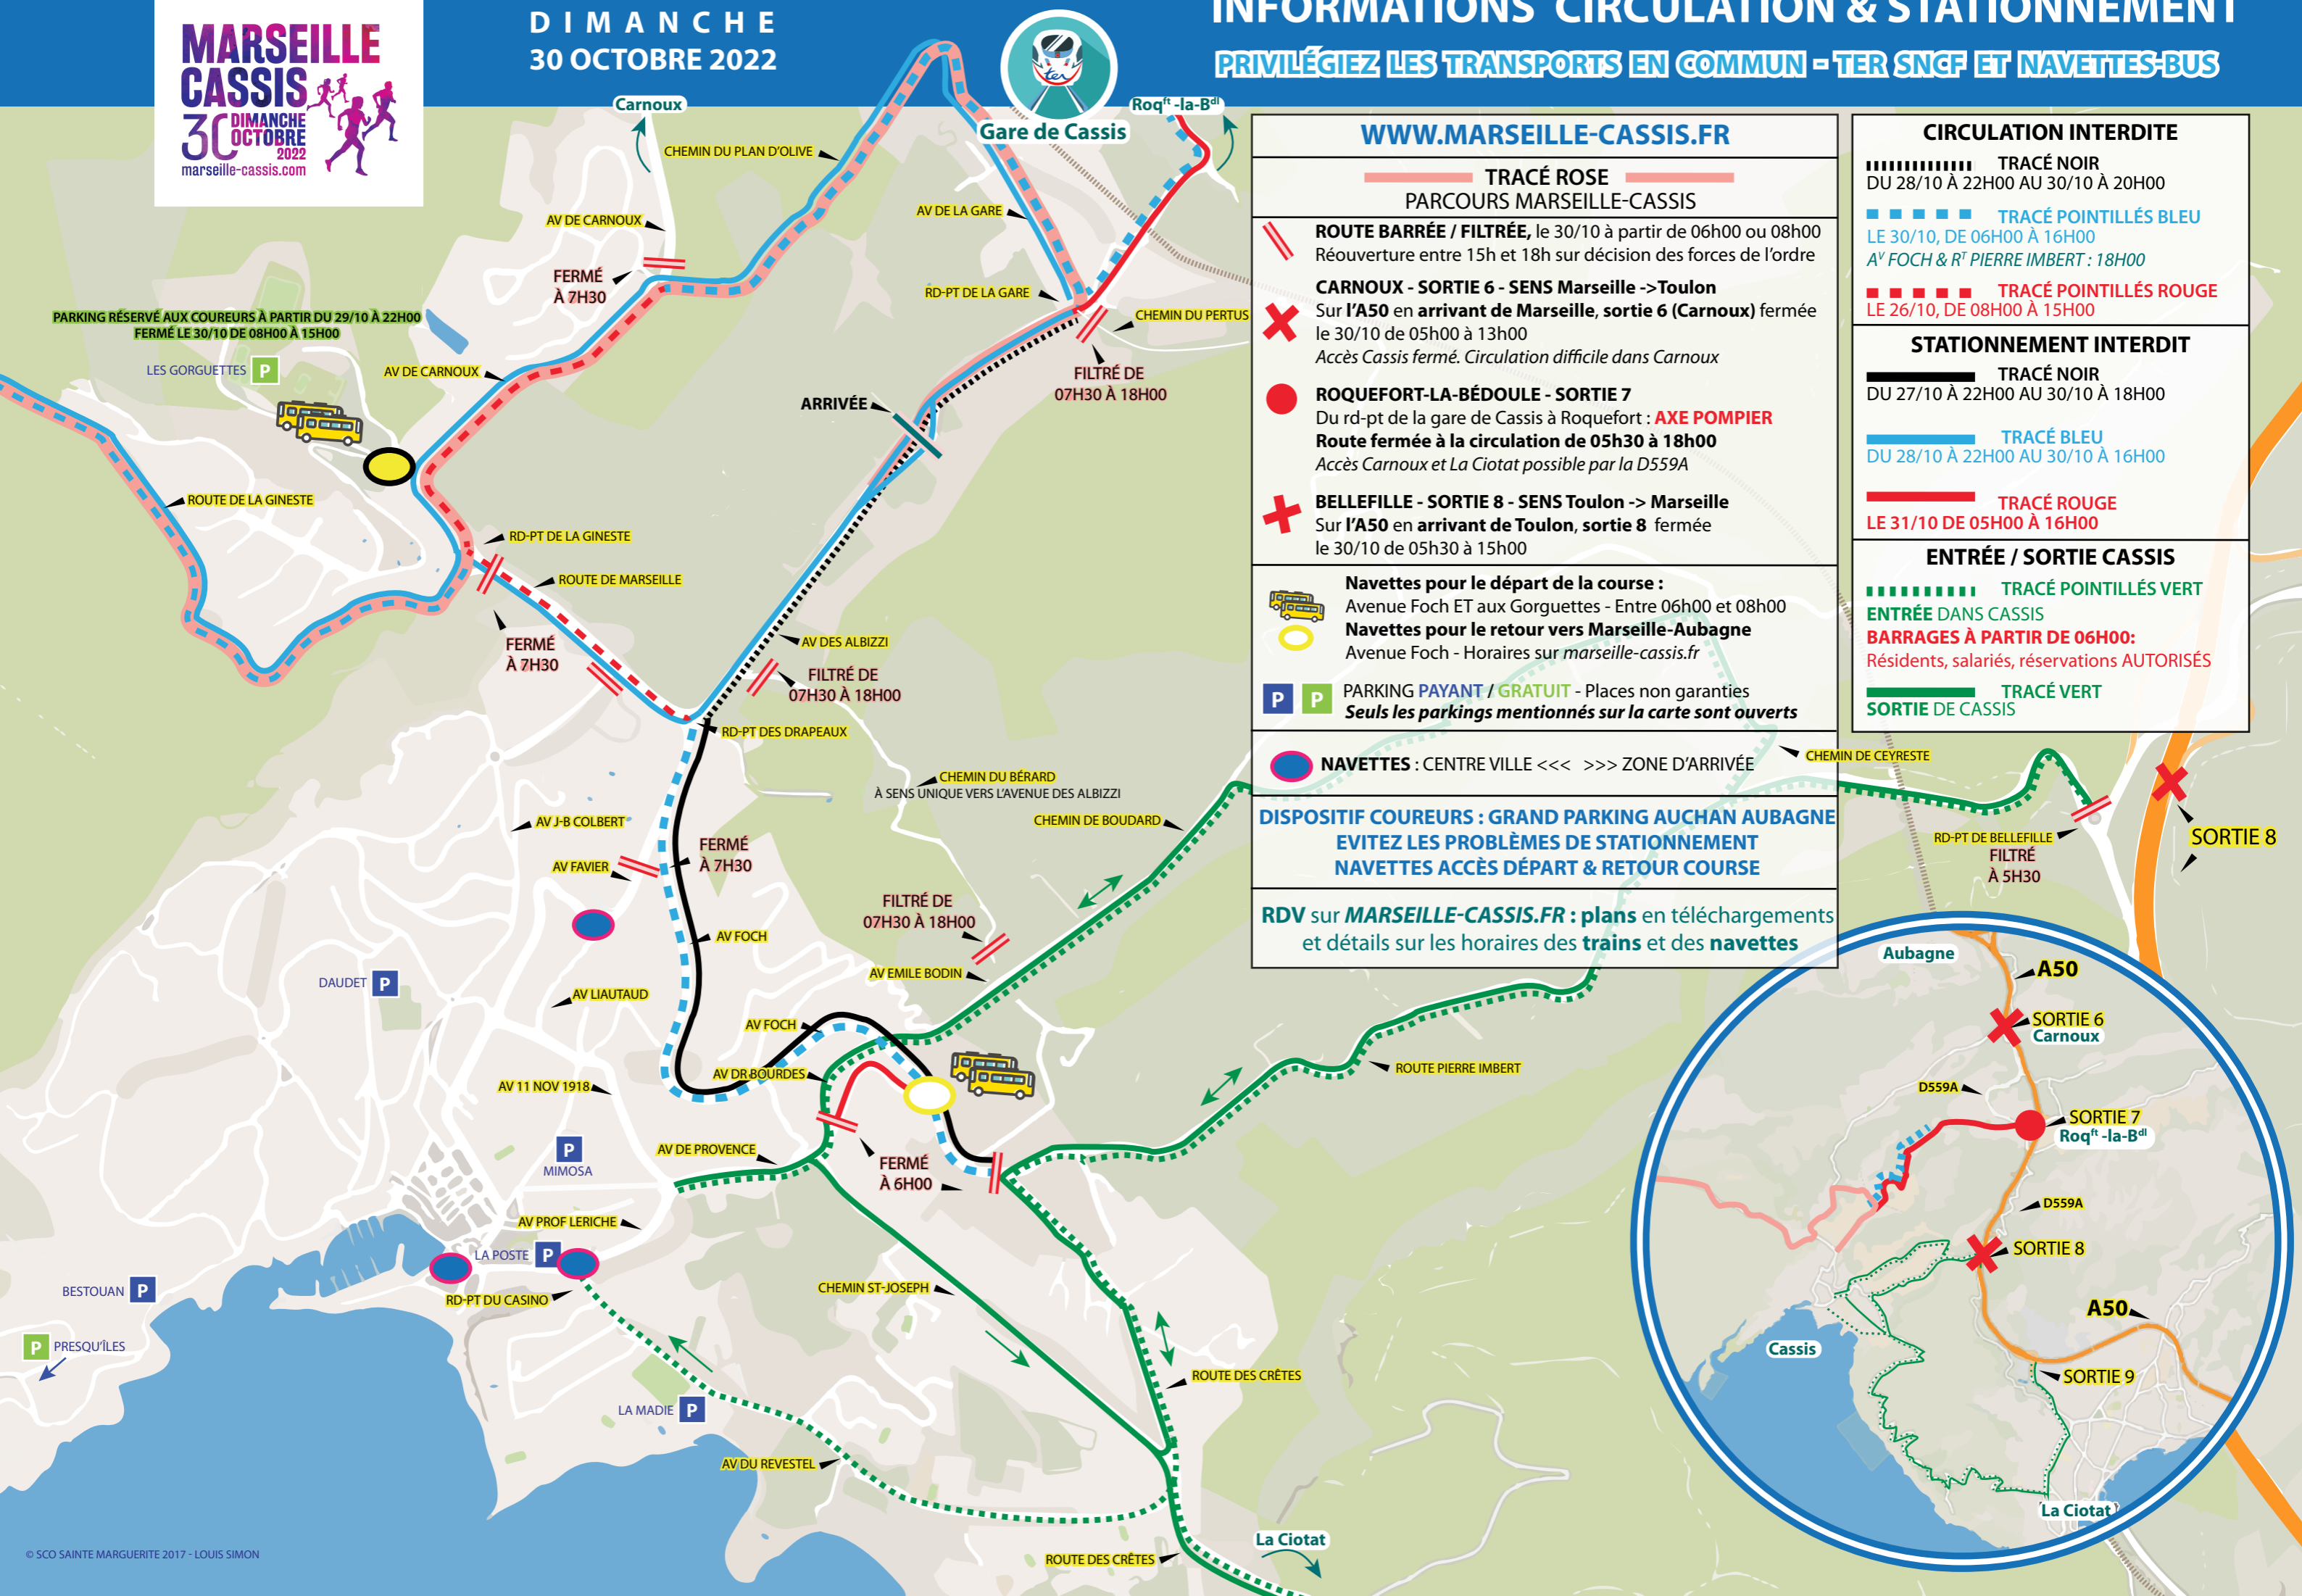 MARSEILLE
CASSIS
30 DIMANCHE
OCTOBRE
2022
marseille-cassis.com
DIMANCHE
30 OCTOBRE 2022
ter
Gare de Cassis
INFORMATIONS CIRCULATION & STATIONNEMENT
PRIVILÉGIEZ LES TRANSPORTS EN COMMUN - TER SNCF ET NAVETTES-BUS
Carnoux
Roqft -la-Bdl
CHEMIN DU PLAN D'OLIVE
AV DE CARNOUX
AV DE LA GARE
FERMÉ
À 7H30
RD-PT DE LA GARE
CHEMIN DU PERTUS
PARKING RÉSERVÉ AUX COUREURS À PARTIR DU 29/10 À 22H00
FERMÉ LE 30/10 DE 08H00 À 15H00
LES GORGUETTES P
AV DE CARNOUX
FILTRÉ DE
07H30 À 18H00
ARRIVÉE
ROUTE DE LA GINESTE
RD-PT DE LA GINESTE
ROUTE DE MARSEILLE
FERMÉ
À 7H30
AV DES ALBIZZI
FILTRÉ DE
07H30 À 18H00
RD-PT DES DRAPEAUX
CHEMIN DU BÉRARD
À SENS UNIQUE VERS L'AVENUE DES ALBIZZI
AV J-B COLBERT
CHEMIN DE BOUDARD
FERMÉ
À 7H30
AV FAVIER
FILTRÉ DE
07H30 À 18H00
AV FOCH
AV EMILE BODIN
DAUDET P
AV LIAUTAUD
AV FOCH
AV DR BOURDES
AV 11 NOV 1918
ROUTE PIERRE IMBERT
P
MIMOSA
AV DE PROVENCE
FERMÉ
À 6H00
AV PROF LERICHE
LA POSTE P
BESTOUAN P
RD-PT DU CASINO
CHEMIN ST-JOSEPH
P PRESQU'ÎLES
ROUTE DES CRÊTES
LA MADIE P
AV DU REVESTEL
La Ciotat
ROUTE DES CRÊTES
© SCO SAINTE MARGUERITE 2017 - LOUIS SIMON
WWW.MARSEILLE-CASSIS.FR
TRACÉ ROSE
PARCOURS MARSEILLE-CASSIS
ROUTE BARRÉE / FILTRÉE, le 30/10 à partir de 06h00 ou 08h00
Réouverture entre 15h et 18h sur décision des forces de l'ordre
CARNOUX - SORTIE 6 - SENS Marseille ->Toulon
Sur l'A50 en arrivant de Marseille, sortie 6 (Carnoux) fermée
le 30/10 de 05h00 à 13h00
Accès Cassis fermé. Circulation difficile dans Carnoux
ROQUEFORT-LA-BÉDOULE - SORTIE 7
Du rd-pt de la gare de Cassis à Roquefort : AXE POMPIER
Route fermée à la circulation de 05h30 à 18h00
Accès Carnoux et La Ciotat possible par la D559A
BELLEFILLE - SORTIE 8 - SENS Toulon -> Marseille
Sur l'A50 en arrivant de Toulon, sortie 8 fermée
le 30/10 de 05h30 à 15h00
Navettes pour le départ de la course :
Avenue Foch ET aux Gorguettes - Entre 06h00 et 08h00
Navettes pour le retour vers Marseille-Aubagne
Avenue Foch - Horaires sur marseille-cassis.fr
P P PARKING PAYANT / GRATUIT - Places non garanties
Seuls les parkings mentionnés sur la carte sont ouverts
NAVETTES : CENTRE VILLE <<< >>> ZONE D'ARRIVÉE
DISPOSITIF COUREURS : GRAND PARKING AUCHAN AUBAGNE
EVITEZ LES PROBLÈMES DE STATIONNEMENT
NAVETTES ACCÈS DÉPART & RETOUR COURSE
RDV sur MARSEILLE-CASSIS.FR : plans en téléchargements
et détails sur les horaires des trains et des navettes
CIRCULATION INTERDITE
TRACÉ NOIR
DU 28/10 À 22H00 AU 30/10 À 20H00
TRACÉ POINTILLÉS BLEU
LE 30/10, DE 06H00 À 16H00
AV FOCH & RT PIERRE IMBERT : 18H00
TRACÉ POINTILLÉS ROUGE
LE 26/10, DE 08H00 À 15H00
STATIONNEMENT INTERDIT
TRACÉ NOIR
DU 27/10 À 22H00 AU 30/10 À 18H00
TRACÉ BLEU
DU 28/10 À 22H00 AU 30/10 À 16H00
TRACÉ ROUGE
LE 31/10 DE 05H00 À 16H00
ENTRÉE / SORTIE CASSIS
TRACÉ POINTILLÉS VERT
ENTRÉE DANS CASSIS
BARRAGES À PARTIR DE 06H00:
Résidents, salariés, réservations AUTORISÉS
TRACÉ VERT
SORTIE DE CASSIS
CHEMIN DE CEYRESTE
RD-PT DE BELLEFILLE
FILTRÉ
À 5H30
SORTIE 8
Aubagne
A50
SORTIE 6
Carnoux
D559A
SORTIE 7
Roqft -la-Bdl
D559A
SORTIE 8
A50
Cassis
SORTIE 9
La Ciotat